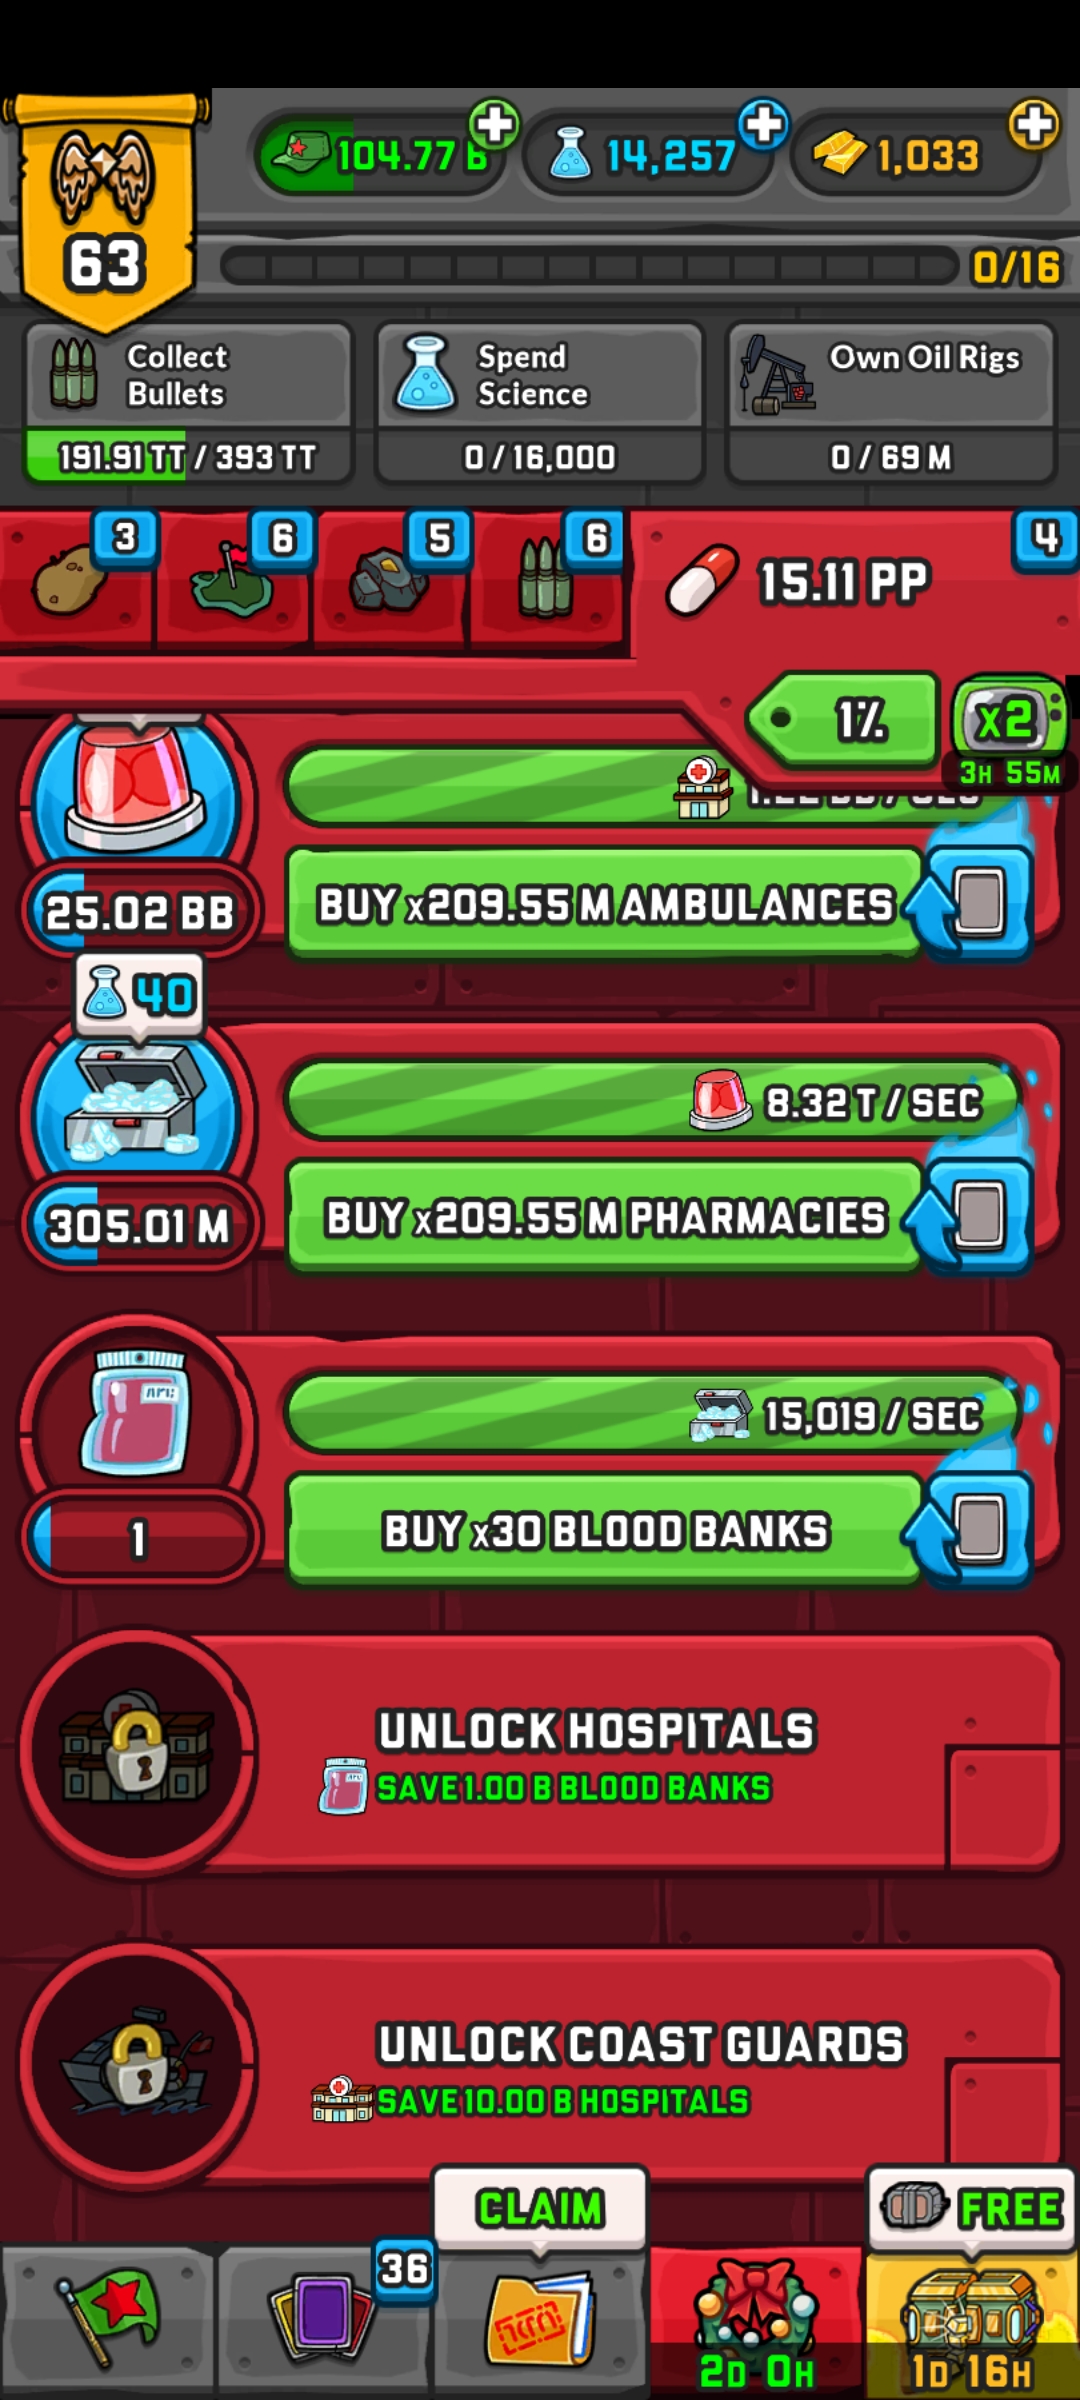 104.77 B
14,257
1,033
63
0/16
Collect
Bullets
Spend
Science
Own Oil Rigs
191.91 TT / 393 TT
0 / 16,000
0 / 69 M
3
6
5
6
15.11 PP
4
1%
x2
3H 55M
25.02 BB
BUY x209.55 M AMBULANCES
40
8.32 T / SEC
305.01 M
BUY x209.55 M PHARMACIES
15,019 / SEC
1
BUY x30 BLOOD BANKS
UNLOCK HOSPITALS
SAVE 1.00 B BLOOD BANKS
UNLOCK COAST GUARDS
SAVE 10.00 B HOSPITALS
CLAIM
FREE
36
2D 0H
1D 16H